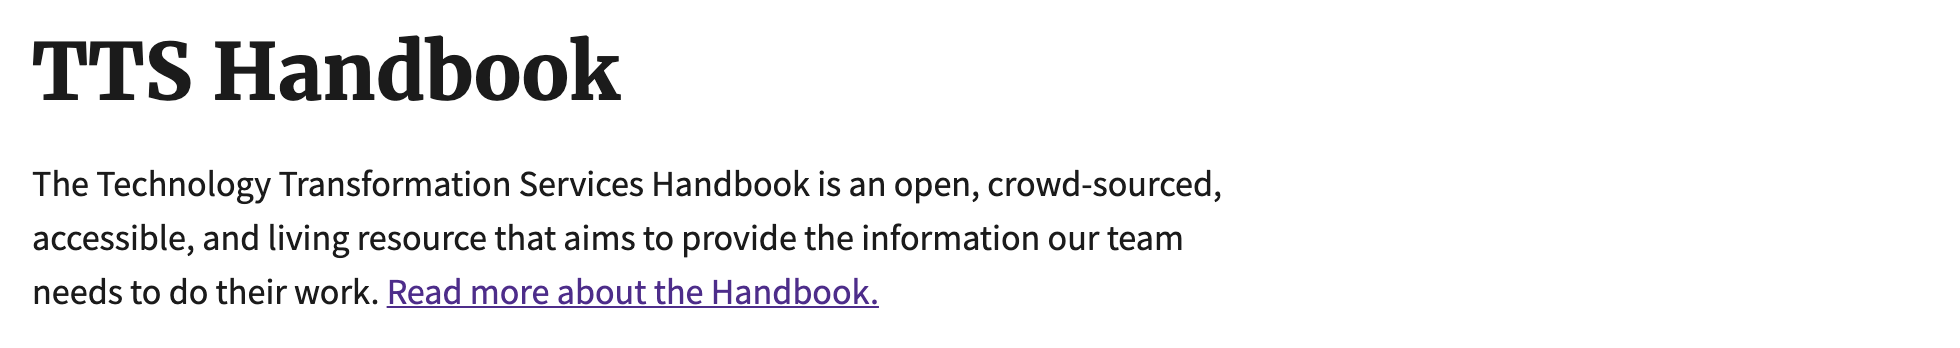 TTS Handbook
The Technology Transformation Services Handbook is an open, crowd-sourced,
accessible, and living resource that aims to provide the information our team
needs to do their work. Read more about the Handbook.